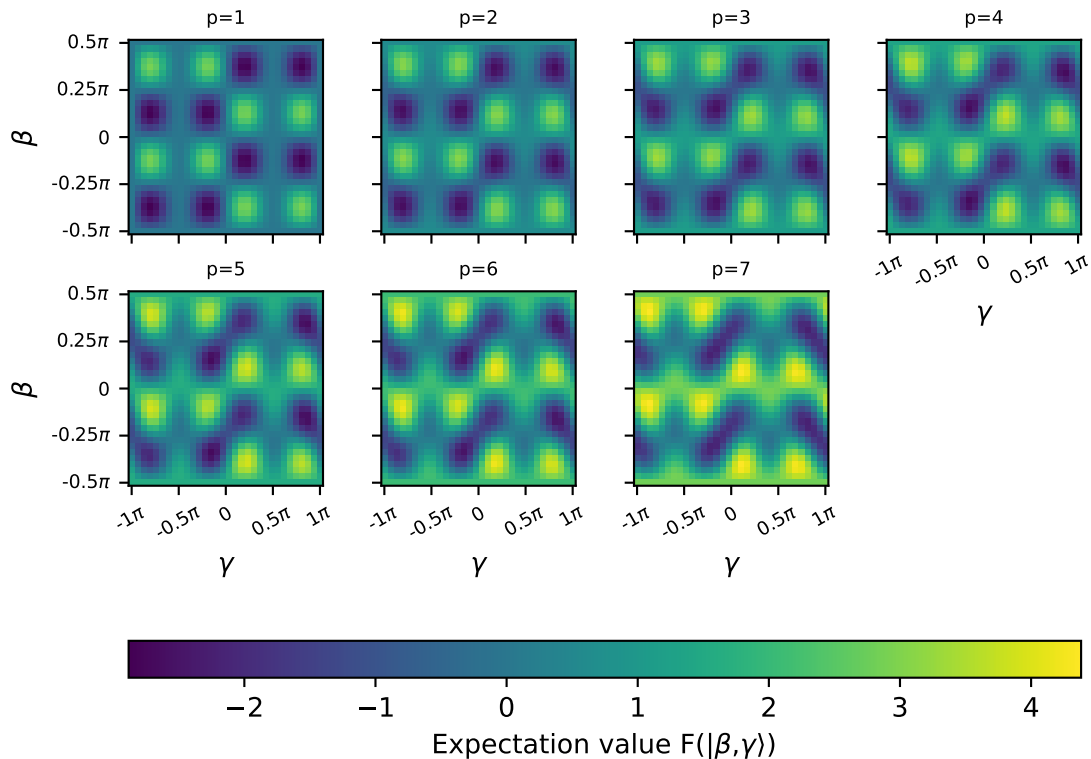 p=1 p=2 p=3 p=4
0.5π
0.25π
0
-0.25π
-0.5π
β
-1π -0.5π 0 0.5π 1π
γ
p=5 p=6 p=7
0.5π
0.25π
0
-0.25π
-0.5π
β
-1π -0.5π 0 0.5π 1π -1π -0.5π 0 0.5π 1π -1π -0.5π 0 0.5π 1π
γ γ γ
−2 −1 0 1 2 3 4
Expectation value F(|β,γ⟩)